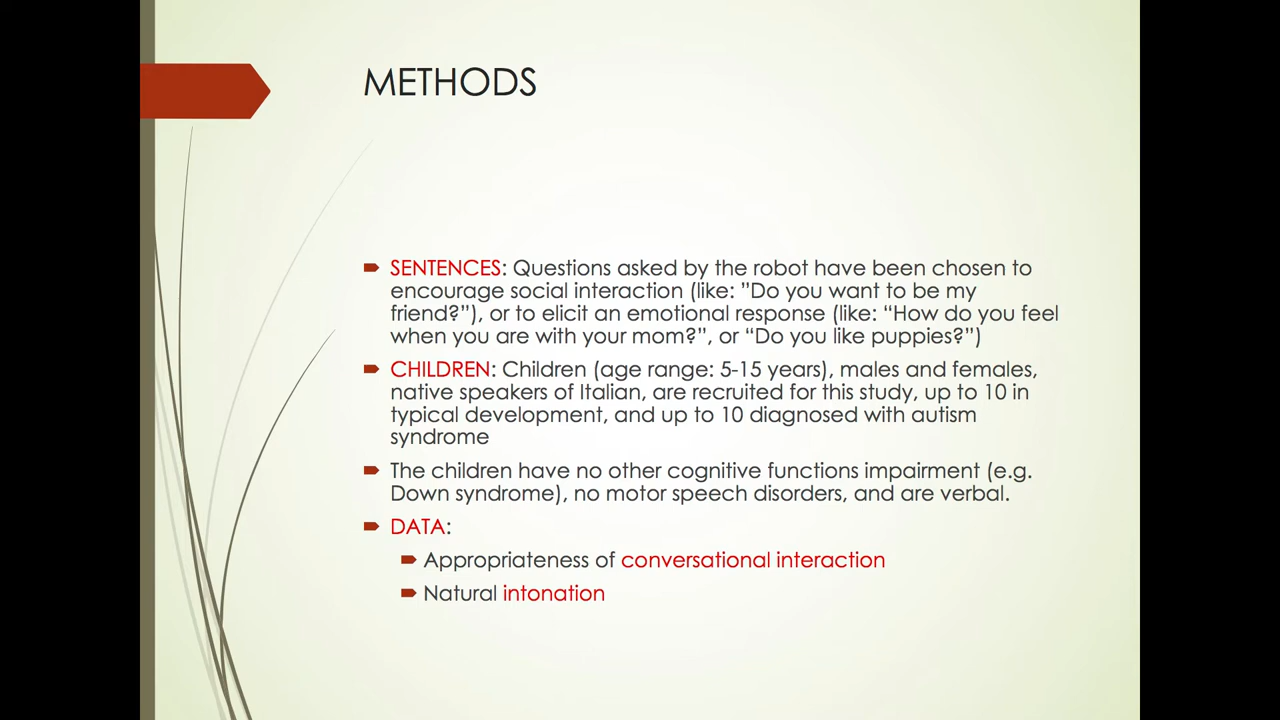 METHODS
SENTENCES: Questions asked by the robot have been chosen to
encourage social interaction (like: ”Do you want to be my
friend?”), or to elicit an emotional response (like: “How do you feel
when you are with your mom?”, or “Do you like puppies?”)
CHILDREN: Children (age range: 5-15 years), males and females,
native speakers of Italian, are recruited for this study, up to 10 in
typical development, and up to 10 diagnosed with autism
syndrome
The children have no other cognitive functions impairment (e.g.
Down syndrome), no motor speech disorders, and are verbal.
DATA:
Appropriateness of conversational interaction
Natural intonation